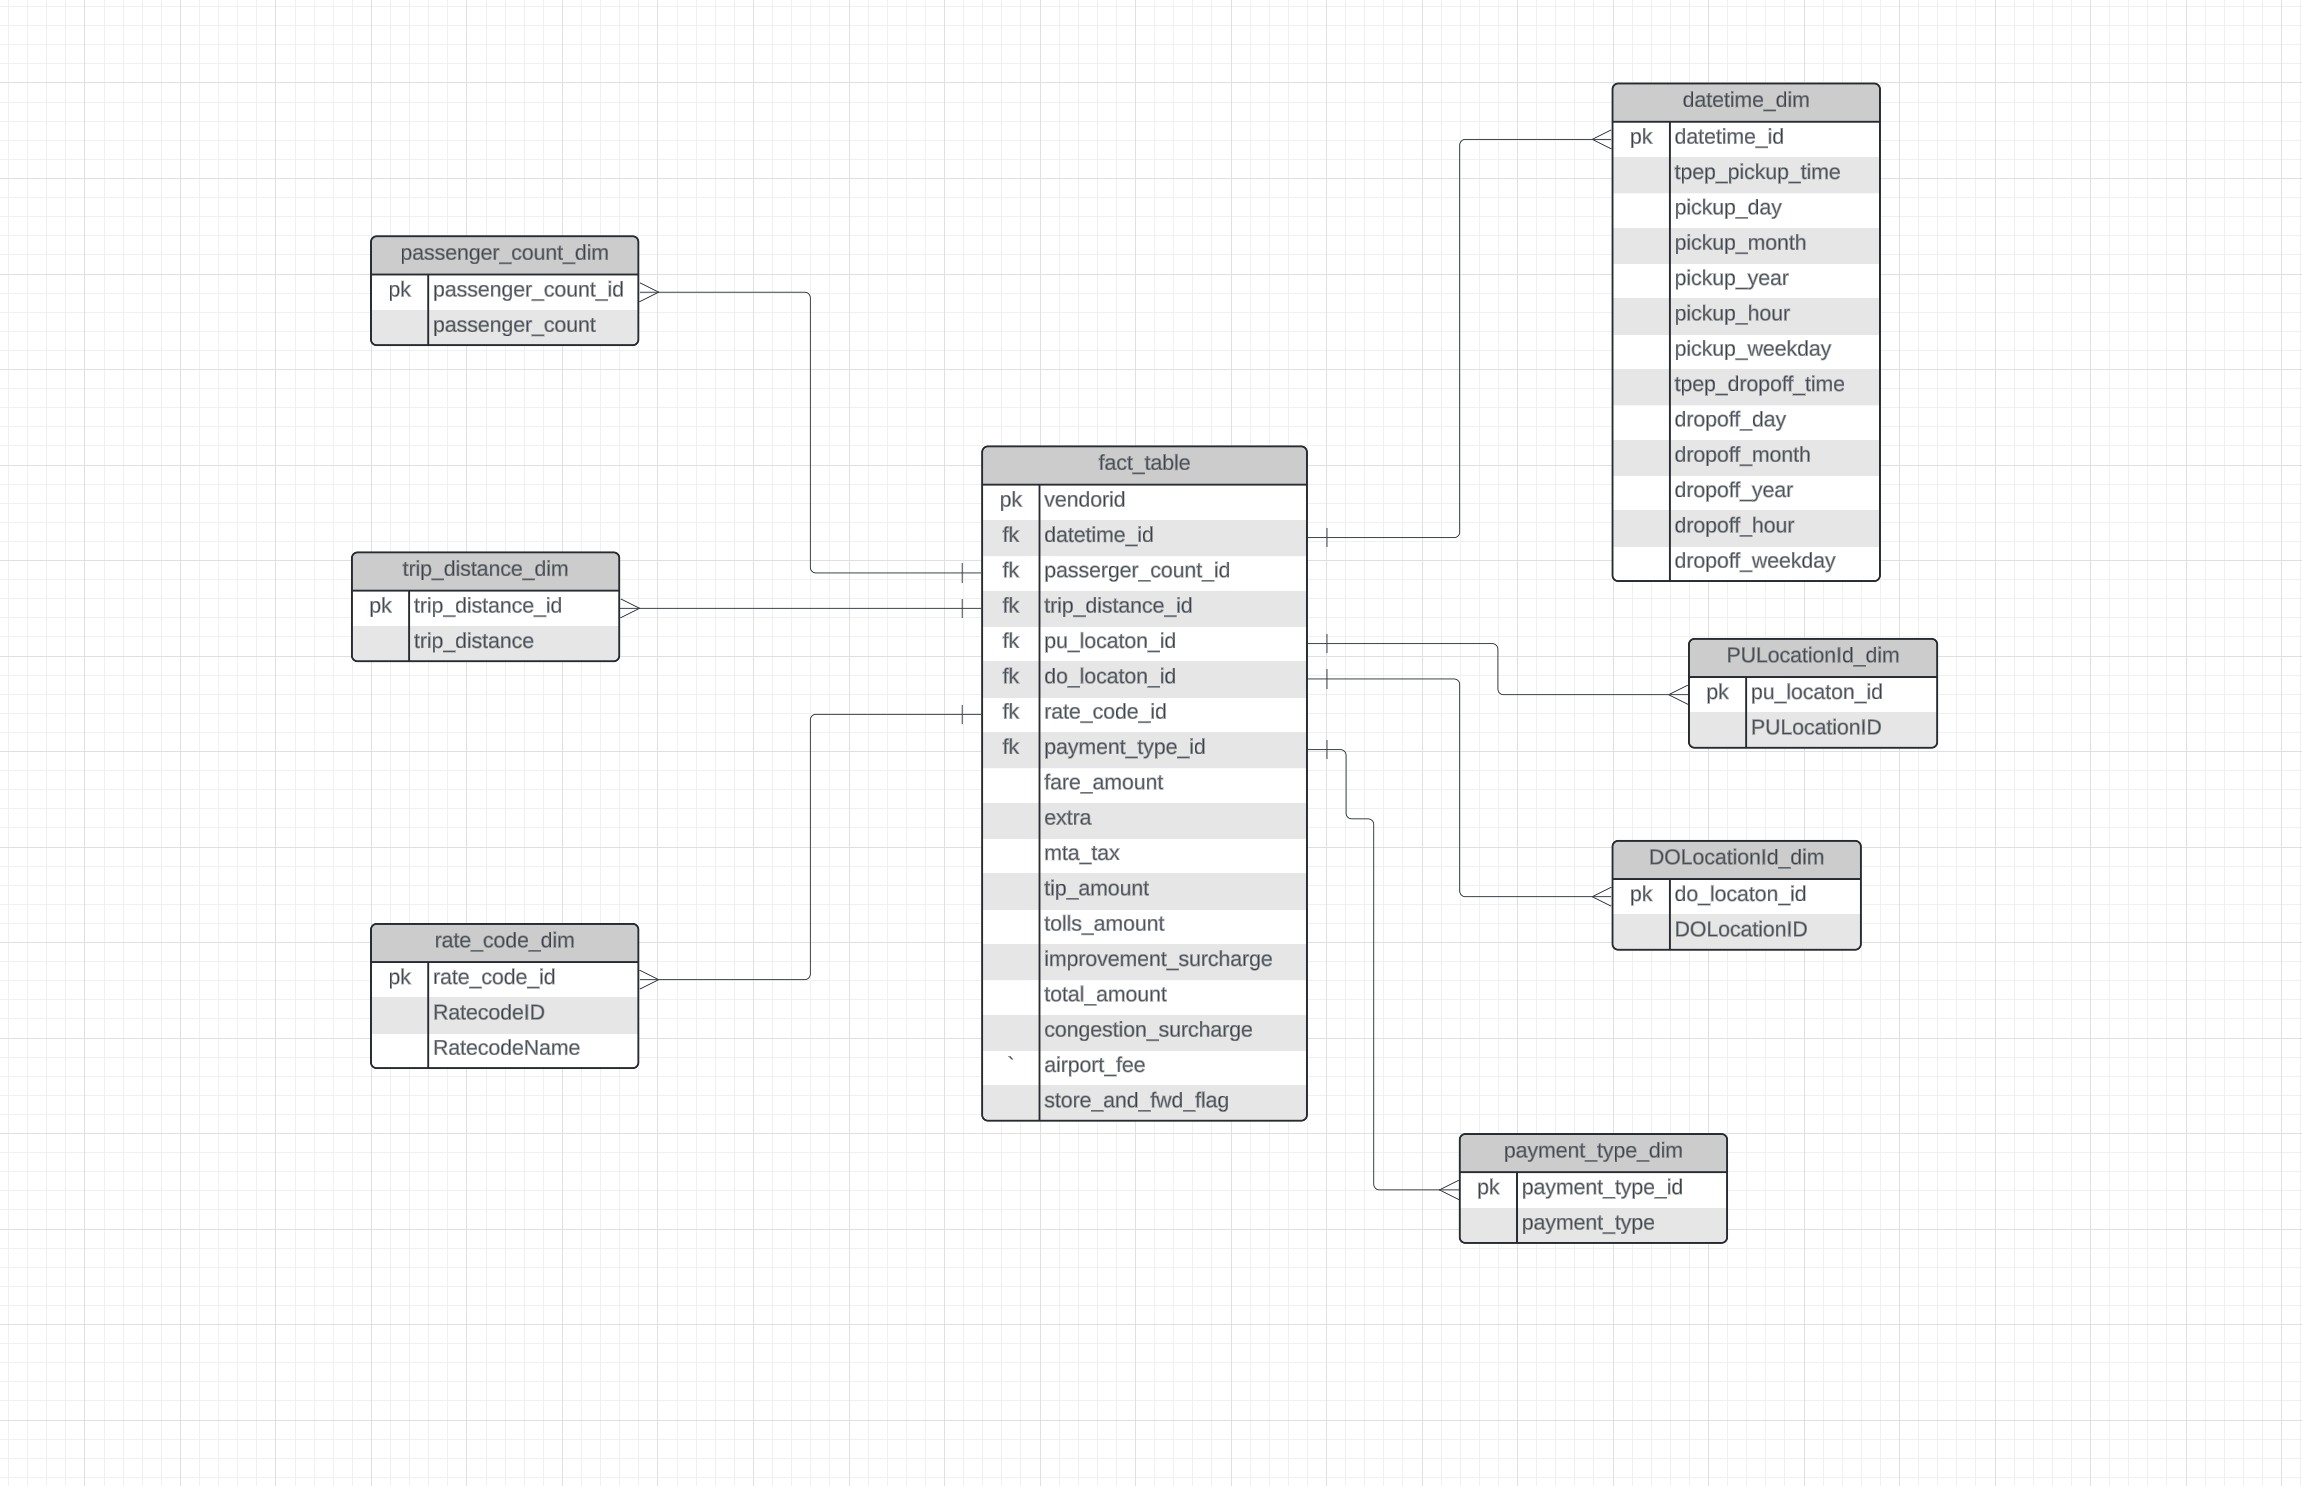 datetime_dim
pk datetime_id
tpep_pickup_time
pickup_day
pickup_month
pickup_year
pickup_hour
pickup_weekday
tpep_dropoff_time
dropoff_day
dropoff_month
dropoff_year
dropoff_hour
dropoff_weekday
passenger_count_dim
pk passenger_count_id
passenger_count
fact_table
pk vendorid
fk datetime_id
fk passerger_count_id
fk trip_distance_id
fk pu_locaton_id
fk do_locaton_id
fk rate_code_id
fk payment_type_id
fare_amount
extra
mta_tax
tip_amount
tolls_amount
improvement_surcharge
total_amount
congestion_surcharge
` airport_fee
store_and_fwd_flag
trip_distance_dim
pk trip_distance_id
trip_distance
PULocationId_dim
pk pu_locaton_id
PULocationID
DOLocationId_dim
pk do_locaton_id
DOLocationID
rate_code_dim
pk rate_code_id
RatecodeID
RatecodeName
payment_type_dim
pk payment_type_id
payment_type